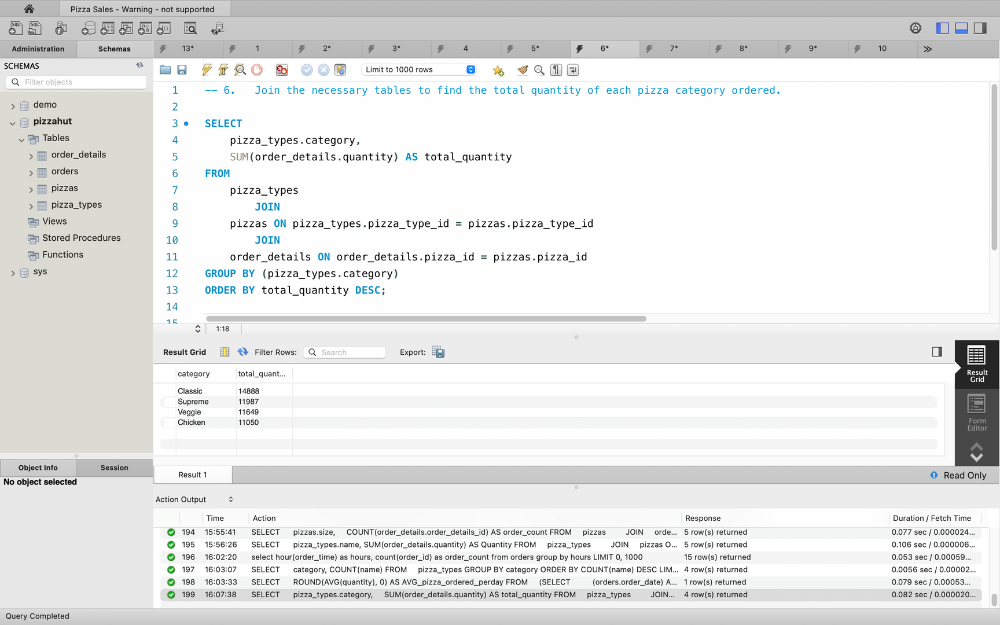 Pizza Sales - Warning - not supported
SQL
SQL
Administration
Schemas
13*
1
2*
3*
4
5*
6*
7*
8*
9*
10
SCHEMAS
Filter objects
demo
pizzahut
Tables
order_details
orders
pizzas
pizza_types
Views
Stored Procedures
Functions
sys
Limit to 1000 rows
1 -- 6.   Join the necessary tables to find the total quantity of each pizza category ordered.
2
3 SELECT
4     pizza_types.category,
5     SUM(order_details.quantity) AS total_quantity
6 FROM
7     pizza_types
8         JOIN
9     pizzas ON pizza_types.pizza_type_id = pizzas.pizza_type_id
10         JOIN
11     order_details ON order_details.pizza_id = pizzas.pizza_id
12 GROUP BY (pizza_types.category)
13 ORDER BY total_quantity DESC;
14
15
1:18
Result Grid
Filter Rows:
Search
Export:
category total_quant...
Classic 14888
Supreme 11987
Veggie 11649
Chicken 11050
Result
Grid
Form
Editor
Object Info
Session
No object selected
Result 1
Read Only
Action Output
Time Action Response Duration / Fetch Time
194 15:55:41 SELECT pizzas.size, COUNT(order_details.order_details_id) AS order_count FROM pizzas JOIN orde... 5 row(s) returned 0.077 sec / 0.000024...
195 15:56:26 SELECT pizza_types.name, SUM(order_details.quantity) AS Quantity FROM pizza_types JOIN pizzas O... 5 row(s) returned 0.106 sec / 0.000006...
196 16:02:20 select hour(order_time) as hours, count(order_id) as order_count from orders group by hours LIMIT 0, 1000 15 row(s) returned 0.053 sec / 0.00059...
197 16:03:07 SELECT category, COUNT(name) FROM pizza_types GROUP BY category ORDER BY COUNT(name) DESC LIM... 4 row(s) returned 0.0056 sec / 0.00002...
198 16:03:33 SELECT ROUND(AVG(quantity), 0) AS AVG_pizza_ordered_perday FROM (SELECT (orders.order_date) A... 1 row(s) returned 0.079 sec / 0.00053...
199 16:07:38 SELECT pizza_types.category, SUM(order_details.quantity) AS total_quantity FROM pizza_types JOIN... 4 row(s) returned 0.082 sec / 0.000020...
Query Completed